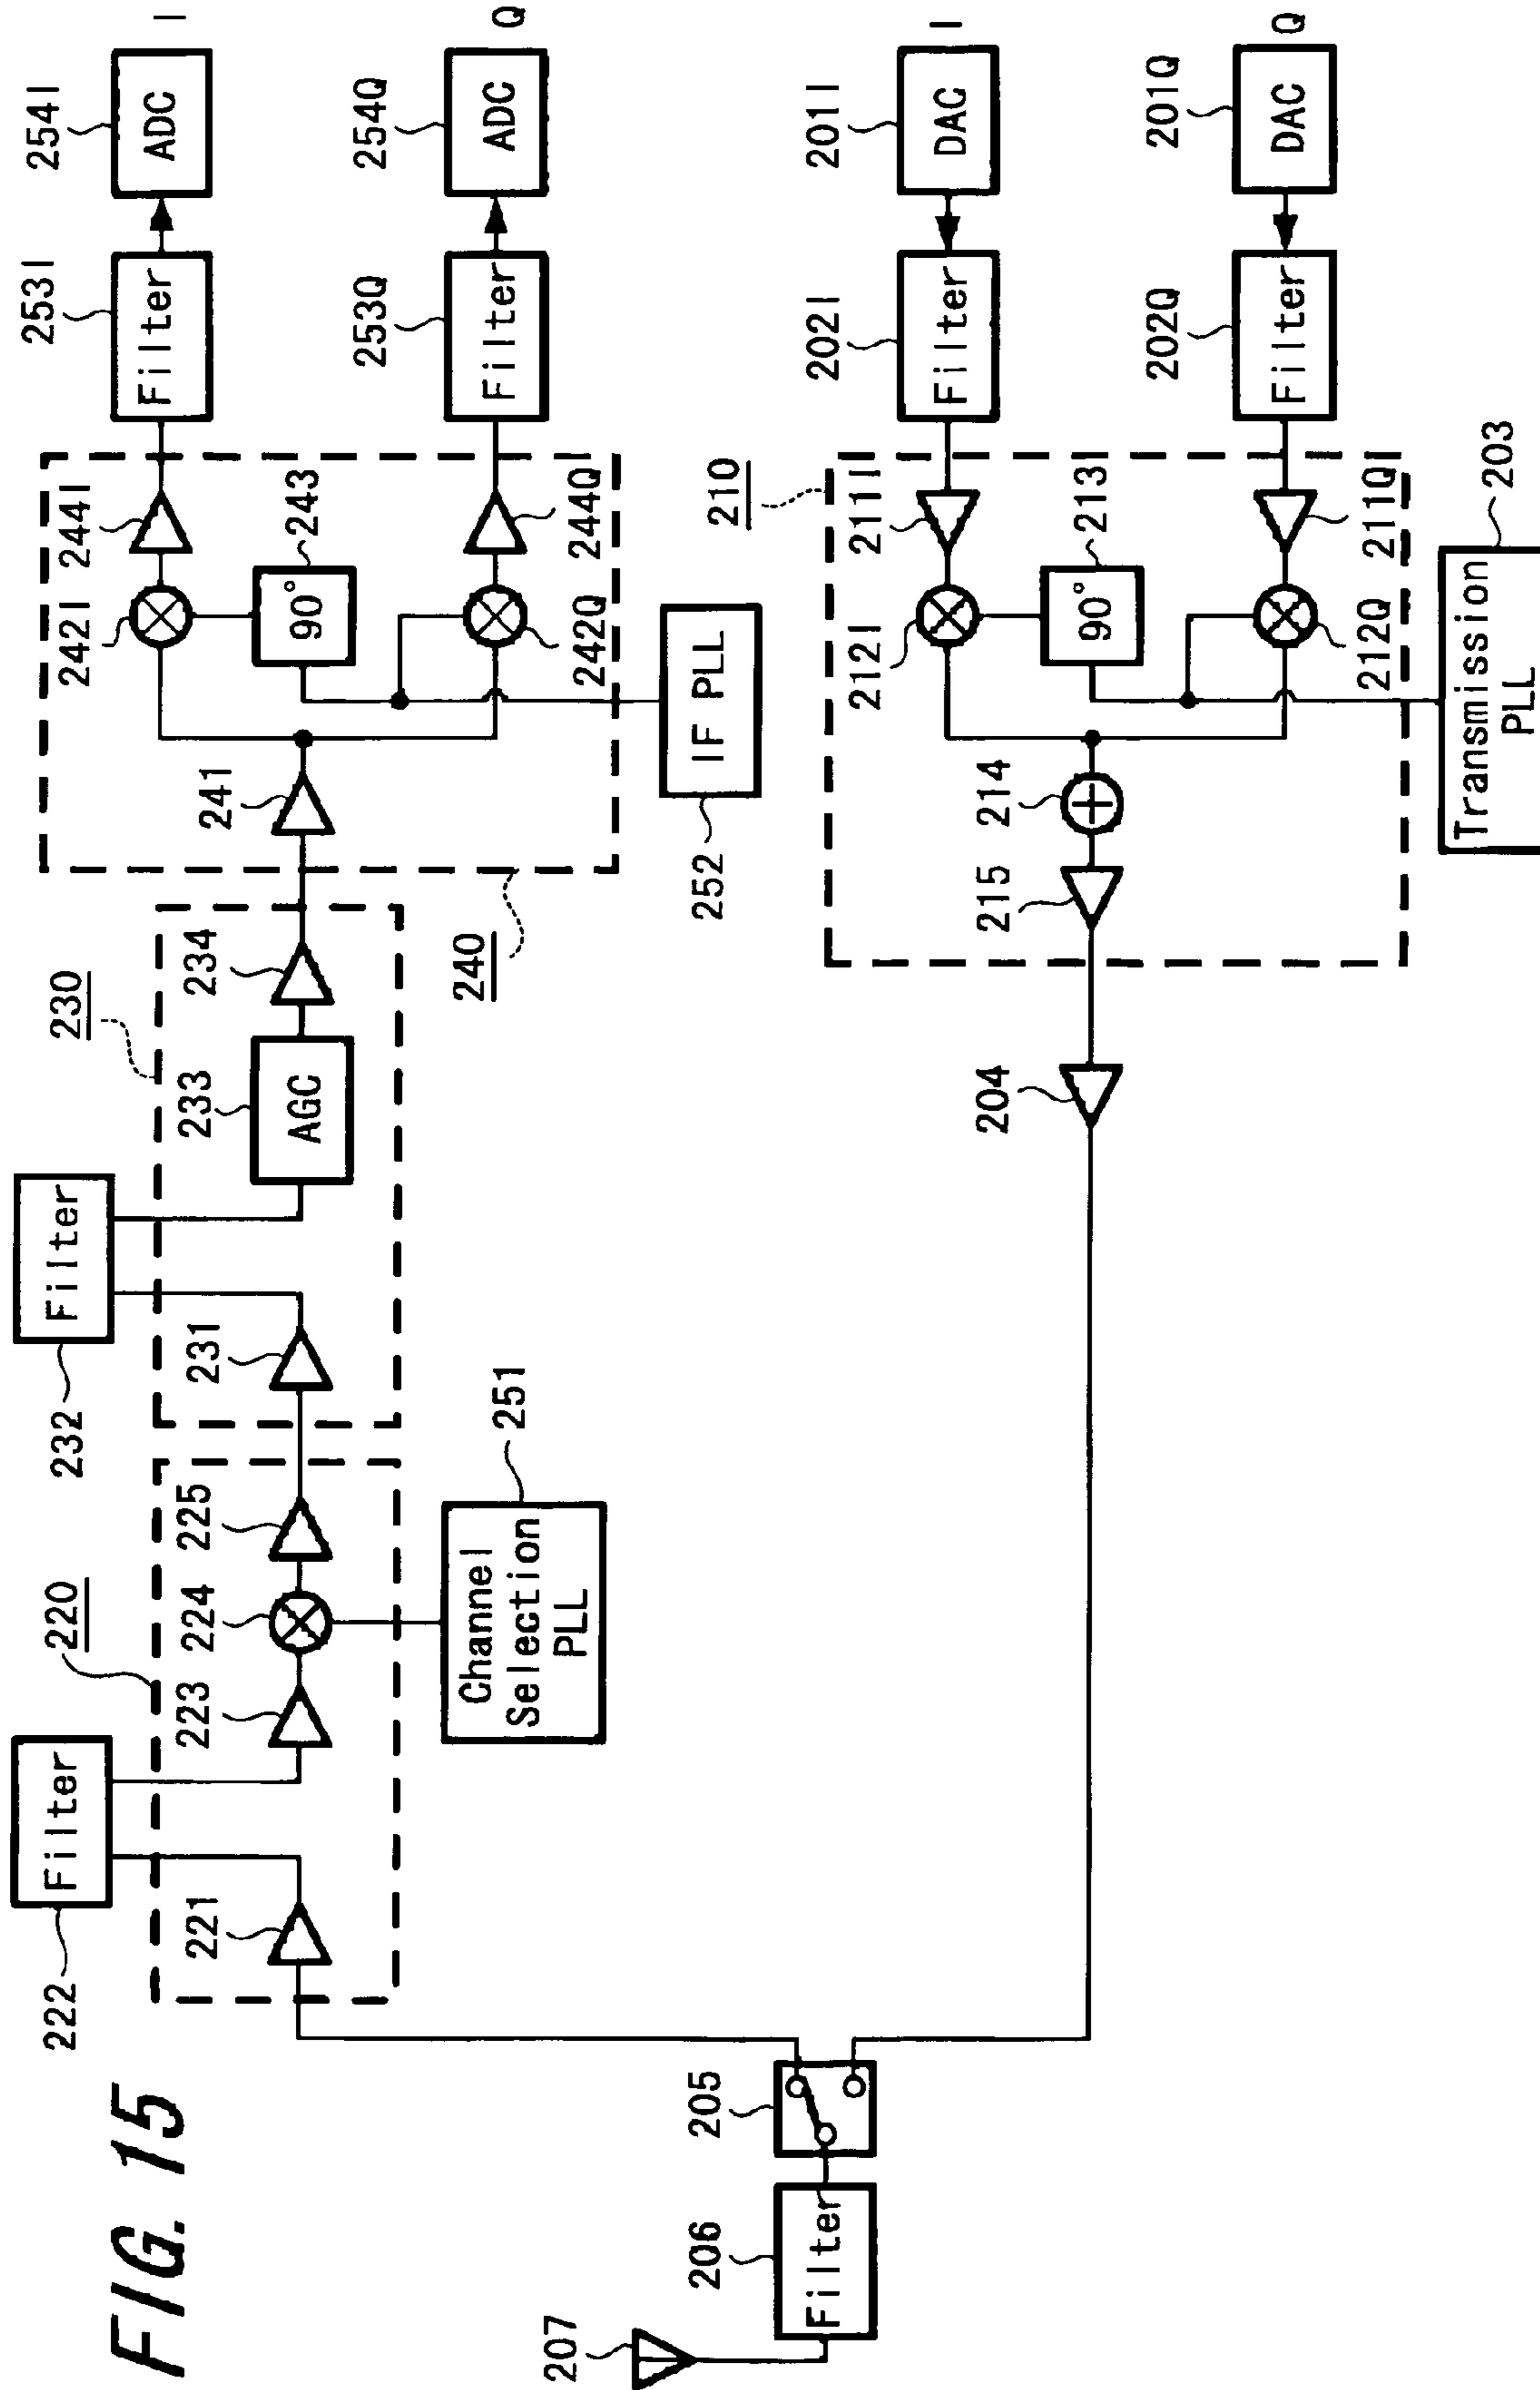 FIG. 15
207
206
Filter
205
222
Filter
221
220
223
224
225
Channel
Selection
PLL
251
232
Filter
231
230
233
AGC
234
240
241
242I
244I
243
90°
242Q
244Q
IF PLL
252
253I
Filter
254I
ADC
I
253Q
Filter
254Q
ADC
Q
204
210
215
214
211I
212I
213
90°
211Q
212Q
Transmission
PLL
203
202I
Filter
201I
DAC
I
202Q
Filter
201Q
DAC
Q